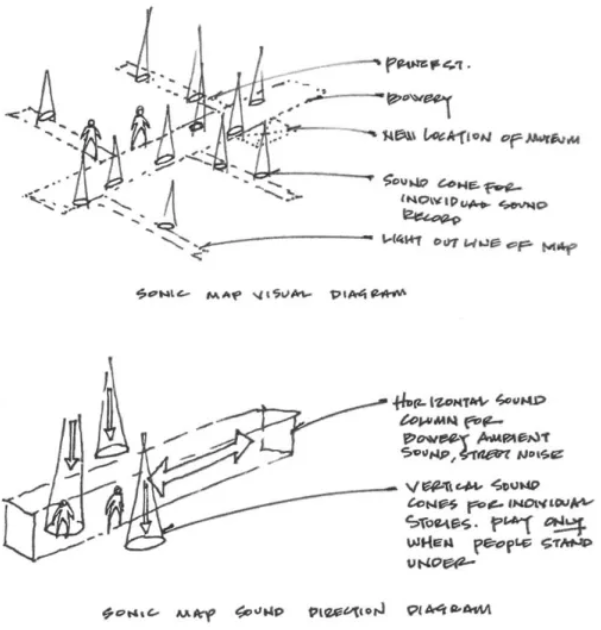 PRINCE ST.
BOWERY
NEW LOCATION OF MUSEUM
SOUND CONE FOR
INDIVIDUAL SOUND
RECORD
LIGHT OUTLINE OF MAP
SONIC MAP VISUAL DIAGRAM
HORIZONTAL SOUND
COLUMN FOR
BOWERY AMBIENT
SOUND, STREET NOISE
VERTICAL SOUND
CONES FOR INDIVIDUAL
STORIES. PLAY ONLY
WHEN PEOPLE STAND
UNDER
SONIC MAP SOUND DIRECTION DIAGRAM